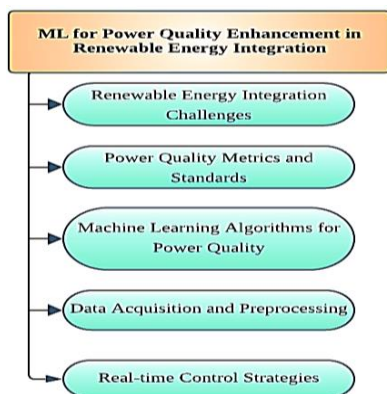 ML for Power Quality Enhancement in
Renewable Energy Integration
Renewable Energy Integration
Challenges
Power Quality Metrics and
Standards
Machine Learning Algorithms for
Power Quality
Data Acquisition and Preprocessing
Real-time Control Strategies